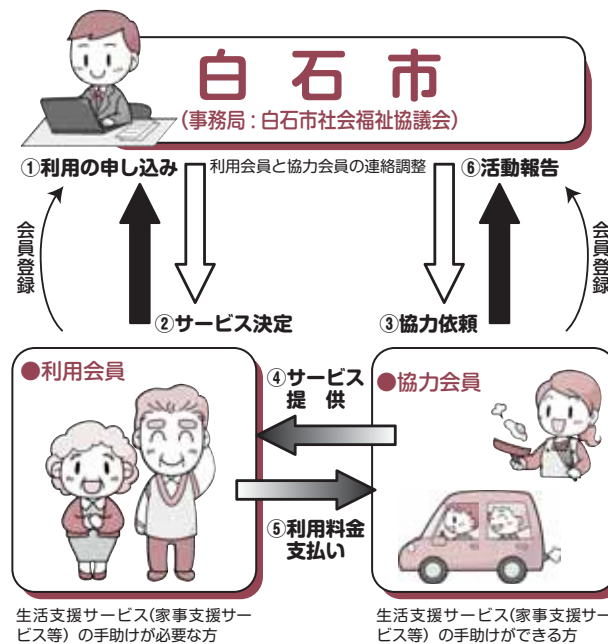 白石市
(事務局：白石市社会福祉協議会)
①利用の申し込み
利用会員と協力会員の連絡調整
⑥活動報告
会員登録
会員登録
②サービス決定
③協力依頼
●利用会員
④サービス
提 供
●協力会員
⑤利用料金
支払い
生活支援サービス(家事支援サー
ビス等）の手助けが必要な方
生活支援サービス(家事支援サー
ビス等）の手助けができる方